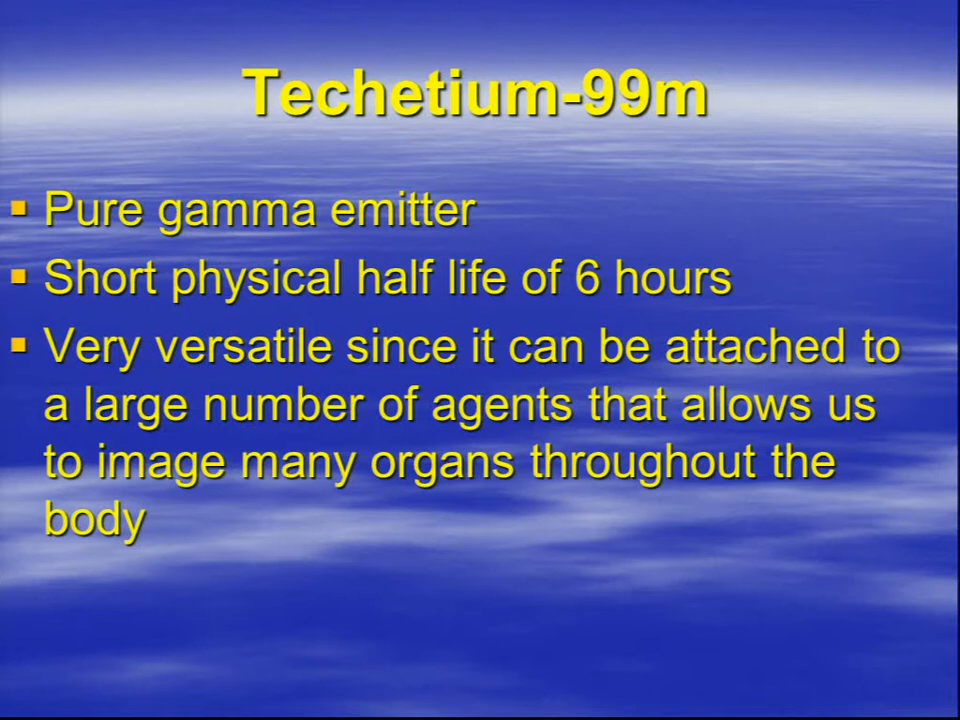 Techetium-99m
▪ Pure gamma emitter
▪ Short physical half life of 6 hours
▪ Very versatile since it can be attached to
a large number of agents that allows us
to image many organs throughout the
body